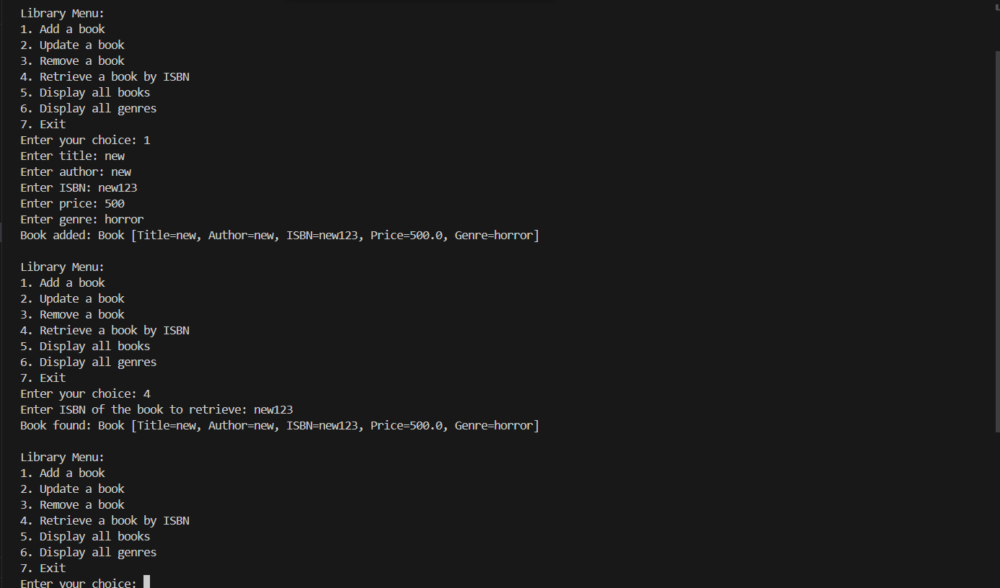 Library Menu:
1. Add a book
2. Update a book
3. Remove a book
4. Retrieve a book by ISBN
5. Display all books
6. Display all genres
7. Exit
Enter your choice: 1
Enter title: new
Enter author: new
Enter ISBN: new123
Enter price: 500
Enter genre: horror
Book added: Book [Title=new, Author=new, ISBN=new123, Price=500.0, Genre=horror]
Library Menu:
1. Add a book
2. Update a book
3. Remove a book
4. Retrieve a book by ISBN
5. Display all books
6. Display all genres
7. Exit
Enter your choice: 4
Enter ISBN of the book to retrieve: new123
Book found: Book [Title=new, Author=new, ISBN=new123, Price=500.0, Genre=horror]
Library Menu:
1. Add a book
2. Update a book
3. Remove a book
4. Retrieve a book by ISBN
5. Display all books
6. Display all genres
7. Exit
Enter your choice: